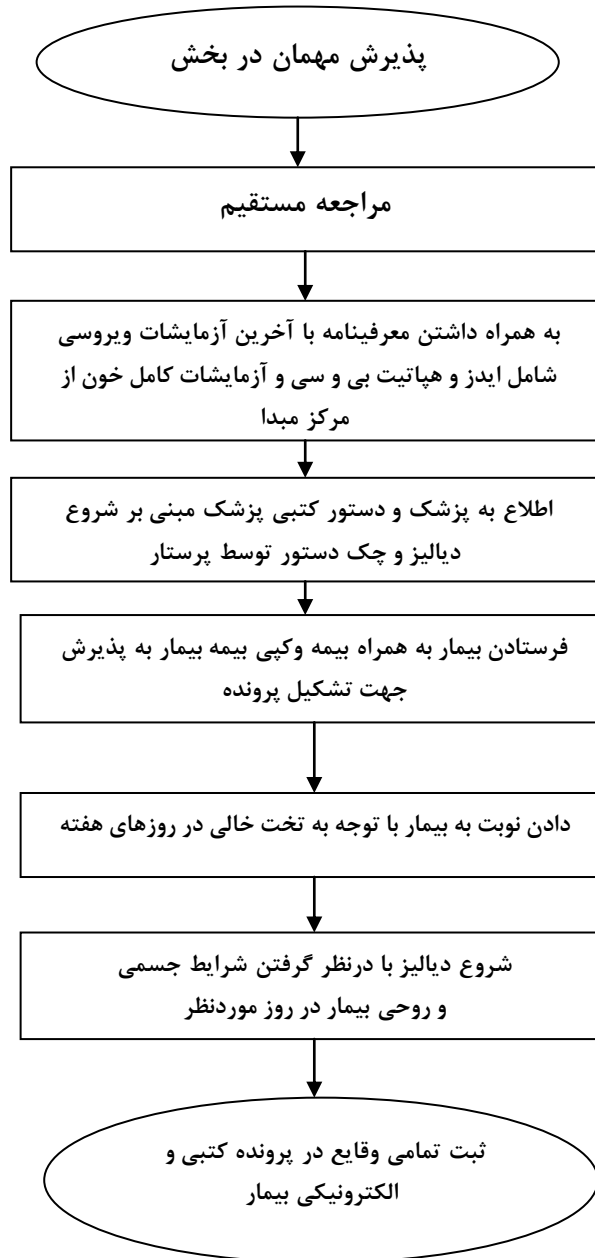 پذیرش مهمان در بخش
مراجعه مستقیم
به همراه داشتن معرفینامه با آخرین آزمایشات ویروسی
شامل ایدز و هپاتیت بی و سی و آزمایشات کامل خون از
مرکز مبدا
اطلاع به پزشک و دستور کتبی پزشک مبنی بر شروع
دیالیز و چک دستور توسط پرستار
فرستادن بیمار به همراه بیمه وکپی بیمه بیمار به پذیرش
جهت تشکیل پرونده
دادن نوبت به بیمار با توجه به تخت خالی در روزهای هفته
شروع دیالیز با درنظر گرفتن شرایط جسمی
و روحی بیمار در روز موردنظر
ثبت تمامی وقایع در پرونده کتبی و
الکترونیکی بیمار